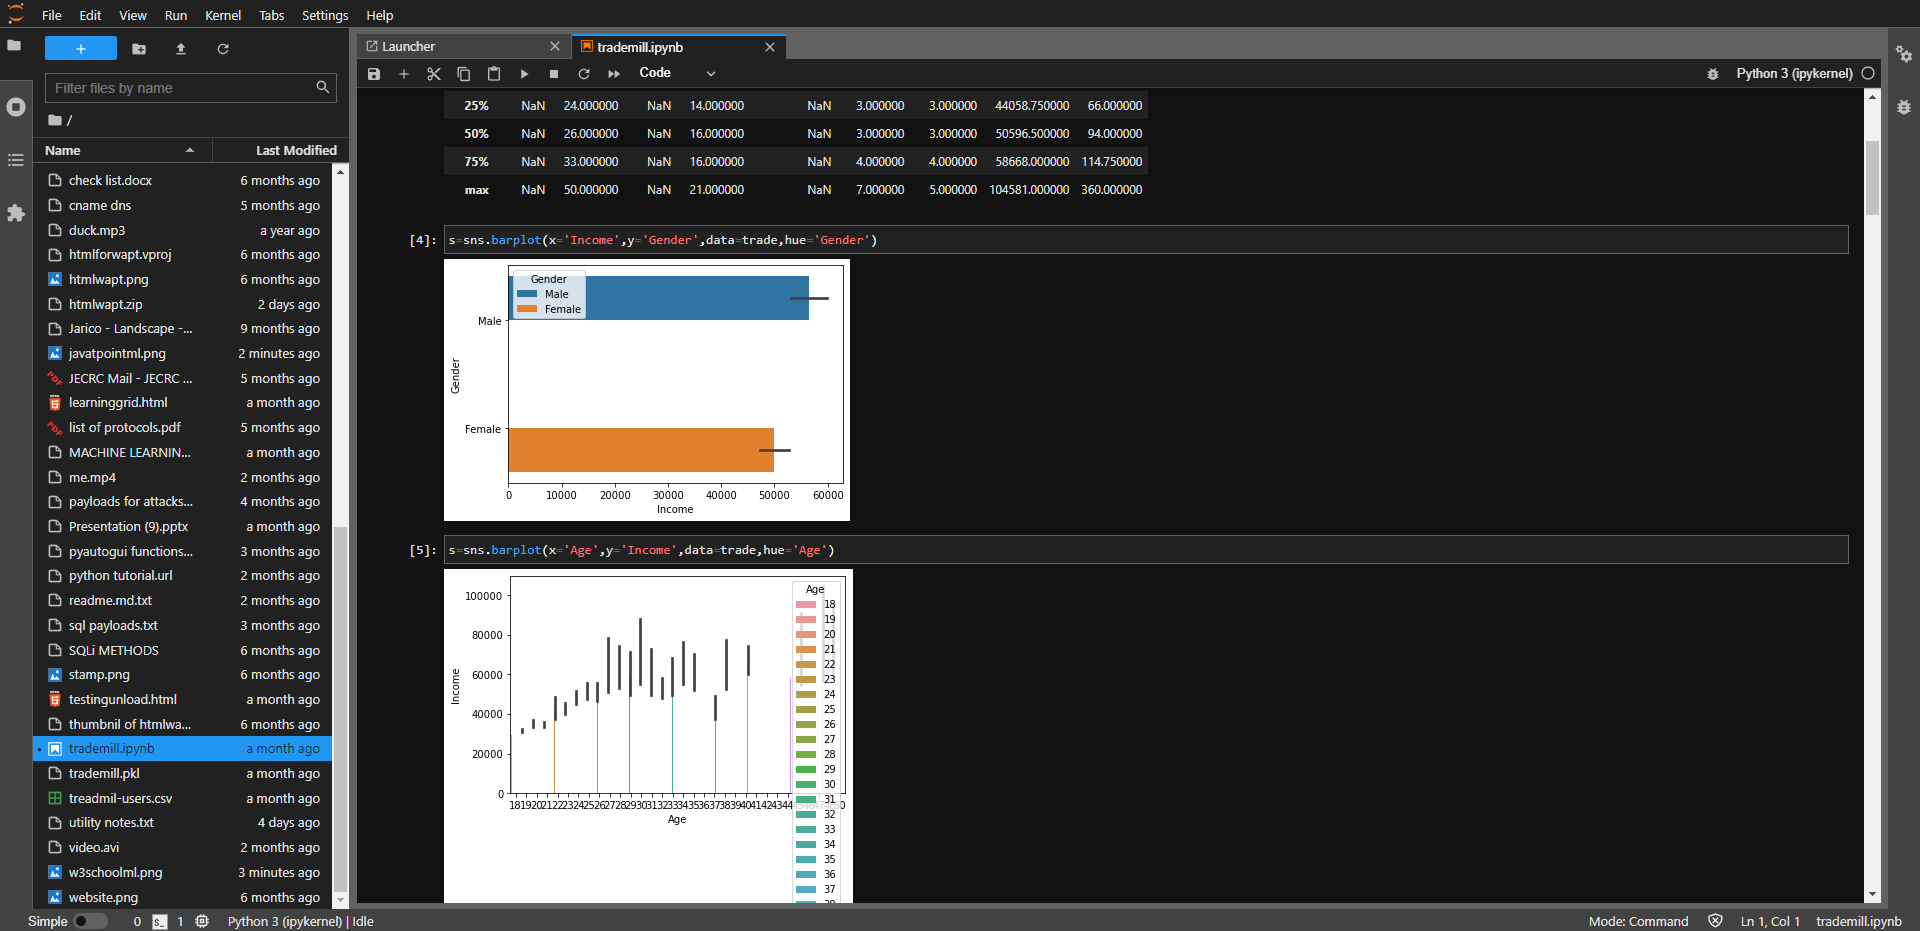 File Edit View Run Kernel Tabs Settings Help
Launcher
trademill.ipynb
Code
Python 3 (ipykernel)
Filter files by name
/
Name Last Modified
check list.docx 6 months ago
cname dns 5 months ago
duck.mp3 a year ago
htmlforwapt.vproj 6 months ago
htmlwapt.png 6 months ago
htmlwapt.zip 2 days ago
Jarico - Landscape -... 9 months ago
javatpointml.png 2 minutes ago
JECRC Mail - JECRC ... 5 months ago
learninggrid.html a month ago
list of protocols.pdf 5 months ago
MACHINE LEARNIN... a month ago
me.mp4 2 months ago
payloads for attacks... 4 months ago
Presentation (9).pptx a month ago
pyautogui functions... 3 months ago
python tutorial.url 2 months ago
readme.md.txt 2 months ago
sql payloads.txt 3 months ago
SQLi METHODS 6 months ago
stamp.png 6 months ago
testingunload.html a month ago
thumbnil of htmlwa... 6 months ago
trademill.ipynb a month ago
trademill.pkl a month ago
treadmil-users.csv a month ago
utility notes.txt 4 days ago
video.avi 2 months ago
w3schoolml.png 3 minutes ago
website.png 6 months ago
25% NaN 24.000000 NaN 14.000000 NaN 3.000000 3.000000 44058.750000 66.000000
50% NaN 26.000000 NaN 16.000000 NaN 3.000000 3.000000 50596.500000 94.000000
75% NaN 33.000000 NaN 16.000000 NaN 4.000000 4.000000 58668.000000 114.750000
max NaN 50.000000 NaN 21.000000 NaN 7.000000 5.000000 104581.000000 360.000000
[4]: s=sns.barplot(x='Income',y='Gender',data=trade,hue='Gender')
Gender
Male
Female
Male
Gender
Female
0 10000 20000 30000 40000 50000 60000
Income
[5]: s=sns.barplot(x='Age',y='Income',data=trade,hue='Age')
100000
80000
60000
40000
20000
0
Income
18192021222324252627282930313233343536373839404142434
Age
Age
18
19
20
21
22
23
24
25
26
27
28
29
30
31
32
33
34
35
36
37
Simple 0 1 Python 3 (ipykernel) | Idle
Mode: Command Ln 1, Col 1 trademill.ipynb